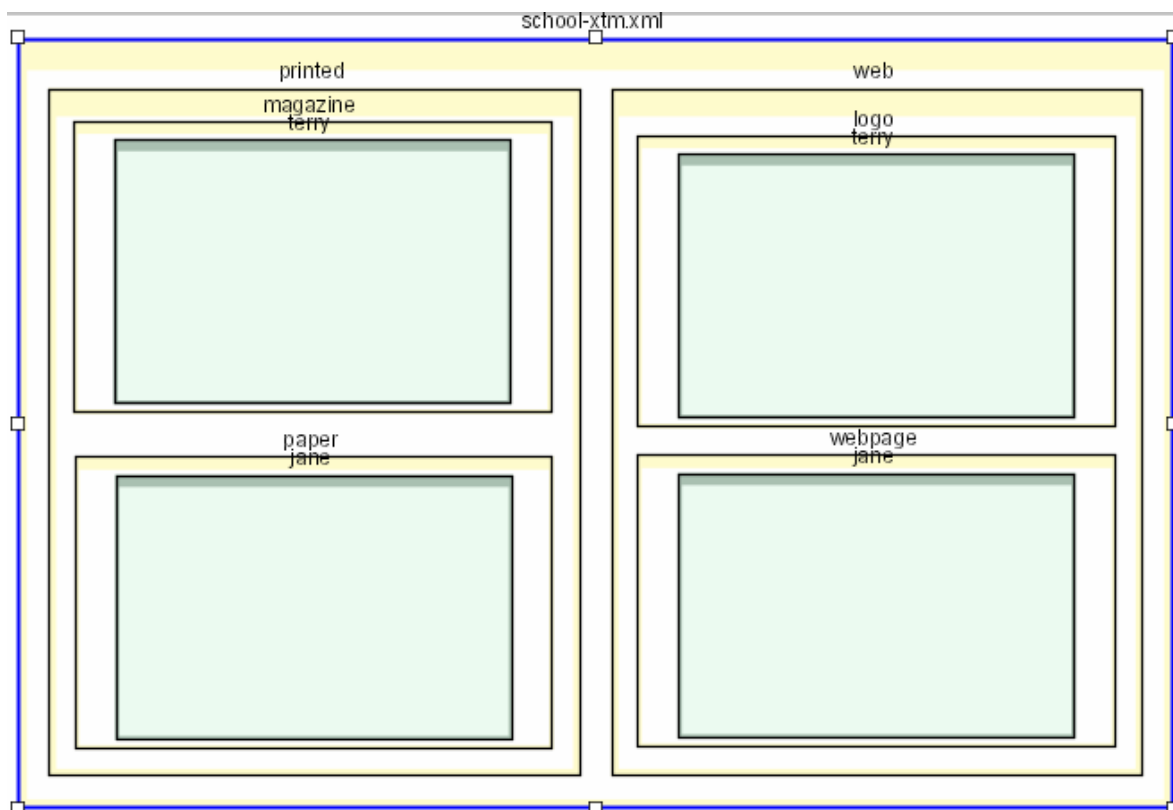 school-xtm.xml
printed
magazine
terry
paper
jane
web
logo
terry
webpage
jane